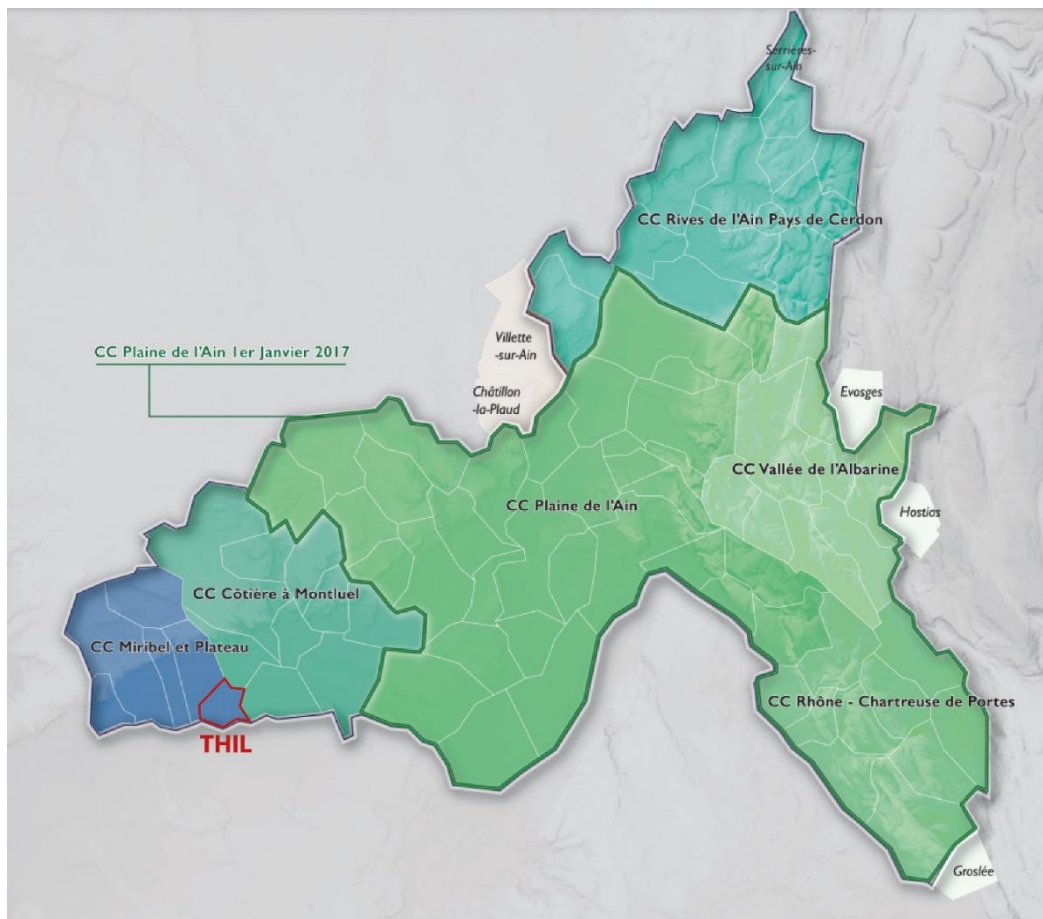 Serrières-
sur-Ain
CC Rives de l'Ain Pays de Cerdon
Villette
-sur-Ain
CC Plaine de l'Ain 1er Janvier 2017
Châtillon
-la-Plaud
Evosges
CC Vallée de l'Albarine
CC Plaine de l'Ain
Hostias
CC Côtière à Montluel
CC Miribel et Plateau
CC Rhône - Chartreuse de Portes
THIL
Groslée